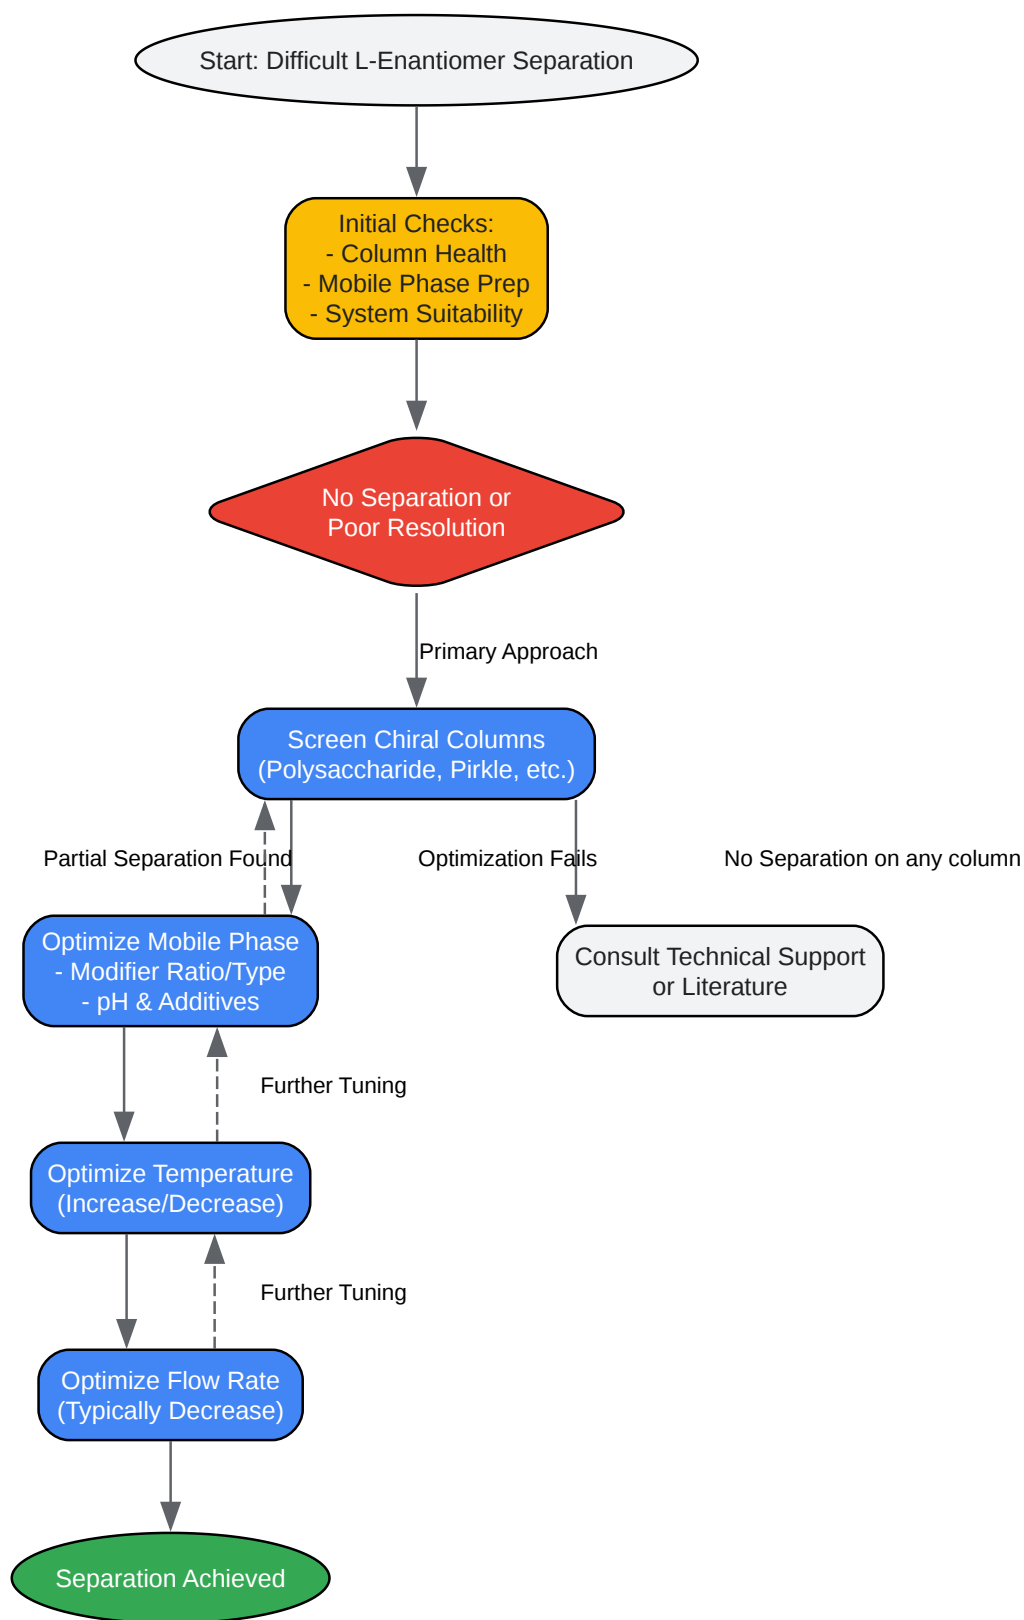 Start: Difficult L-Enantiomer Separation
Initial Checks:
- Column Health
- Mobile Phase Prep
- System Suitability
No Separation or
Poor Resolution
Primary Approach
Screen Chiral Columns
(Polysaccharide, Pirkle, etc.)
Partial Separation Found
Optimization Fails
No Separation on any column
Optimize Mobile Phase
- Modifier Ratio/Type
- pH & Additives
Consult Technical Support
or Literature
Further Tuning
Optimize Temperature
(Increase/Decrease)
Further Tuning
Optimize Flow Rate
(Typically Decrease)
Separation Achieved